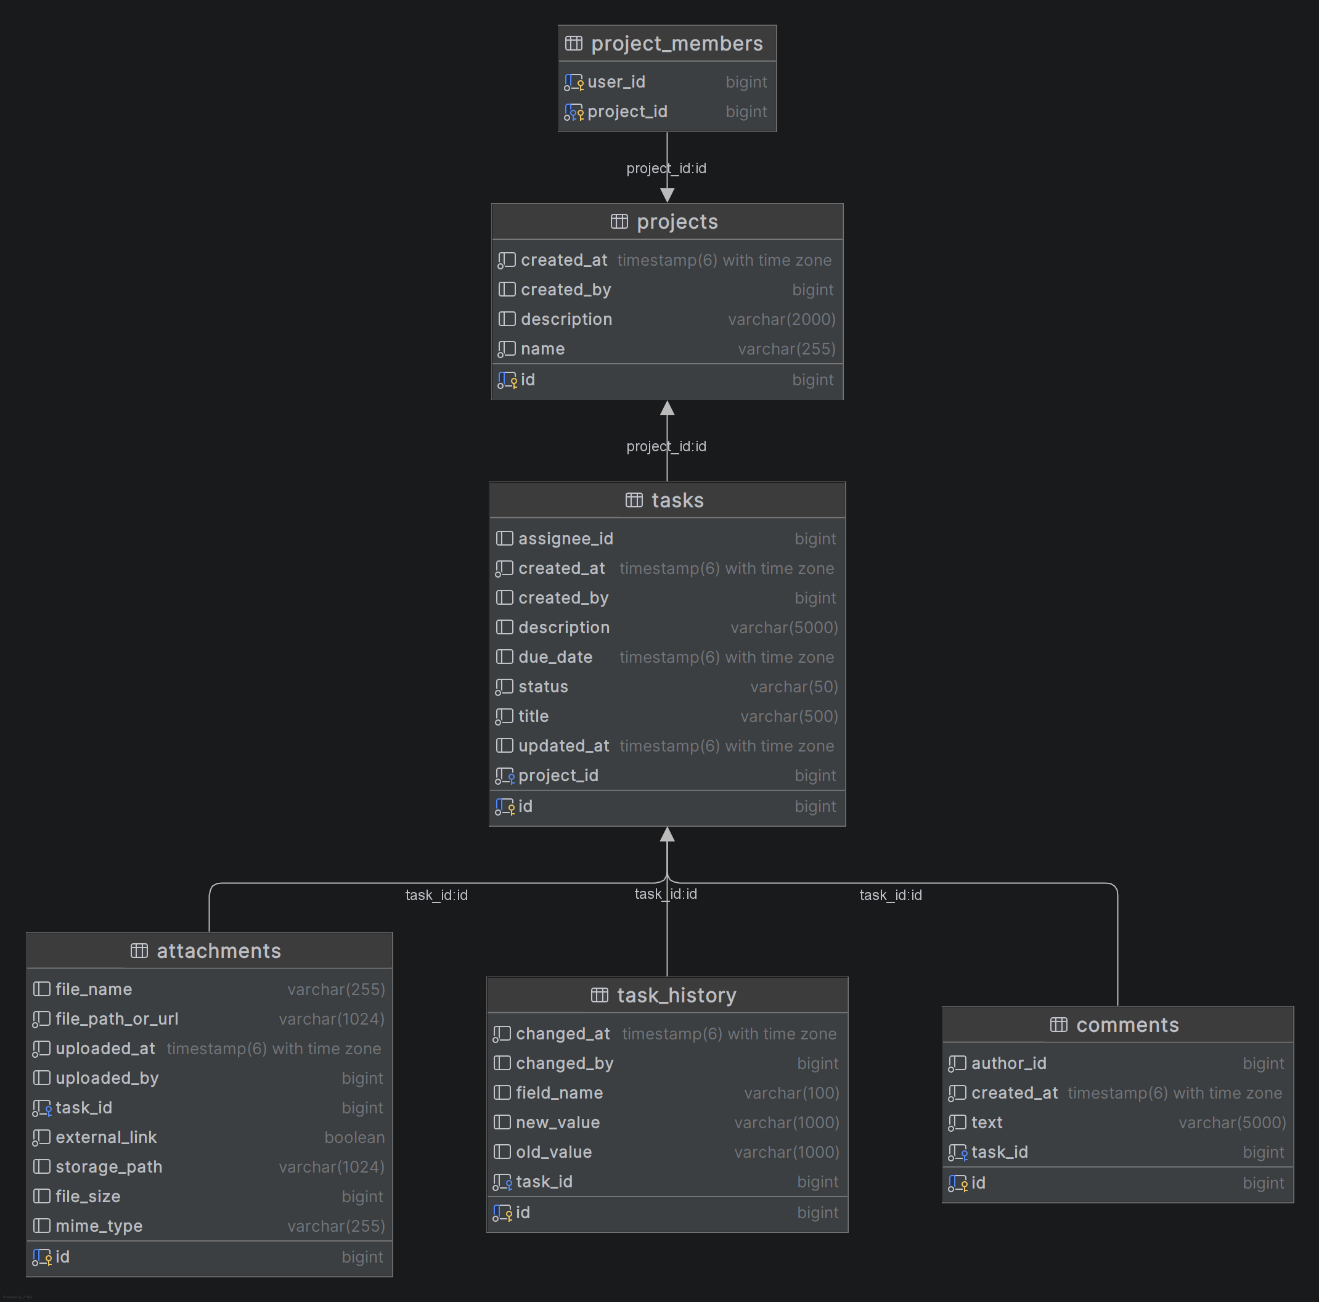 project_members
user_id bigint
project_id bigint
project_id:id
projects
created_at timestamp(6) with time zone
created_by bigint
description varchar(2000)
name varchar(255)
id bigint
project_id:id
tasks
assignee_id bigint
created_at timestamp(6) with time zone
created_by bigint
description varchar(5000)
due_date timestamp(6) with time zone
status varchar(50)
title varchar(500)
updated_at timestamp(6) with time zone
project_id bigint
id bigint
task_id:id
task_id:id
task_id:id
attachments
file_name varchar(255)
file_path_or_url varchar(1024)
uploaded_at timestamp(6) with time zone
uploaded_by bigint
task_id bigint
external_link boolean
storage_path varchar(1024)
file_size bigint
mime_type varchar(255)
id bigint
task_history
changed_at timestamp(6) with time zone
changed_by bigint
field_name varchar(100)
new_value varchar(1000)
old_value varchar(1000)
task_id bigint
id bigint
comments
author_id bigint
created_at timestamp(6) with time zone
text varchar(5000)
task_id bigint
id bigint